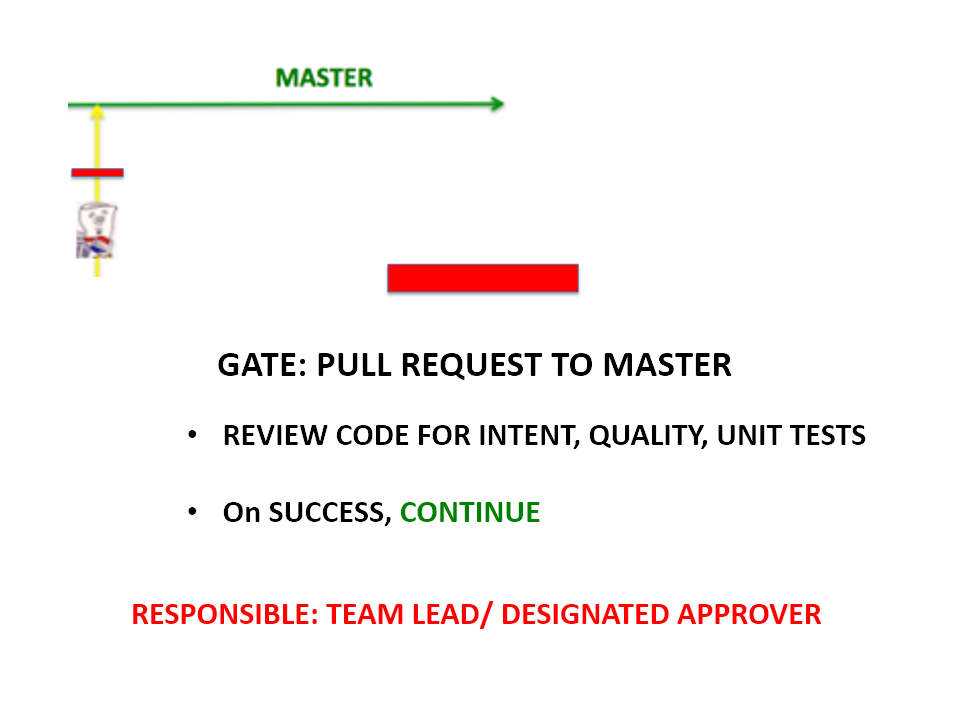 MASTER
GATE: PULL REQUEST TO MASTER
• REVIEW CODE FOR INTENT, QUALITY, UNIT TESTS
• On SUCCESS, CONTINUE
RESPONSIBLE: TEAM LEAD/ DESIGNATED APPROVER